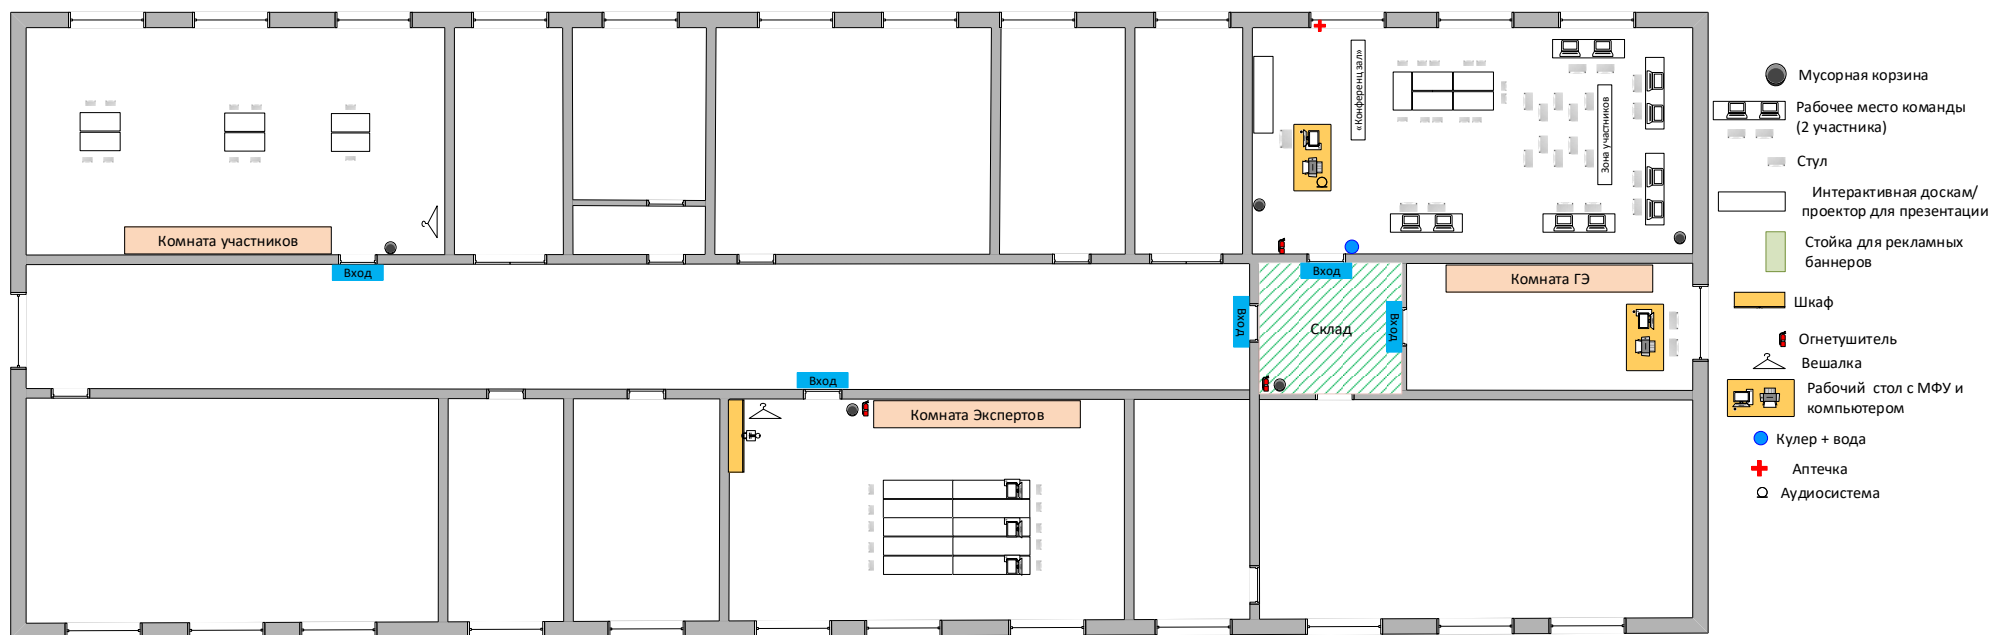 «Конференц зал»
Зона участников
Комната участников
Вход
Вход
Комната ГЭ
Вход
Склад
Вход
Вход
Комната Экспертов
Мусорная корзина
Рабочее место команды
(2 участника)
Стул
Интерактивная доскам/
проектор для презентации
Стойка для рекламных
баннеров
Шкаф
Огнетушитель
Вешалка
Рабочий стол с МФУ и
компьютером
Кулер + вода
Аптечка
Аудиосистема